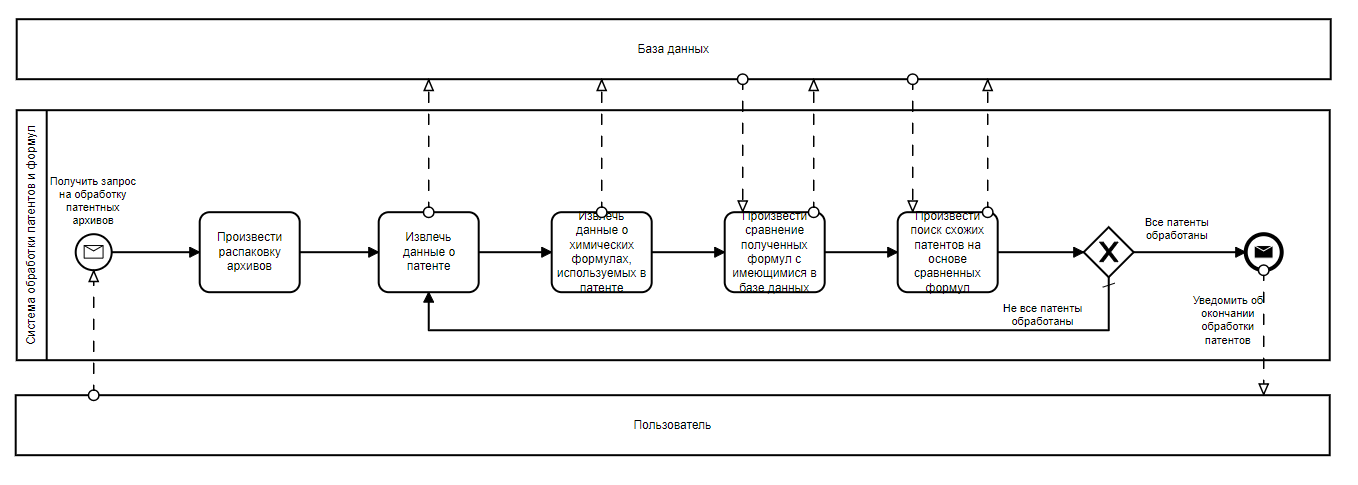 База данных
Система обработки патентов и формул
Получить запрос
на обработку
патентных
архивов
Произвести
распаковку
архивов
Извлечь
данные о
патенте
Извлечь
данные о
химических
формулах,
используемых в
патенте
Произвести
сравнение
полученных
формул с
имеющимися в
базе данных
Произвести
поиск схожих
патентов на
основе
сравненных
формул
Все патенты
обработаны
Не все патенты
обработаны
Уведомить об
окончании
обработки
патентов
Пользователь